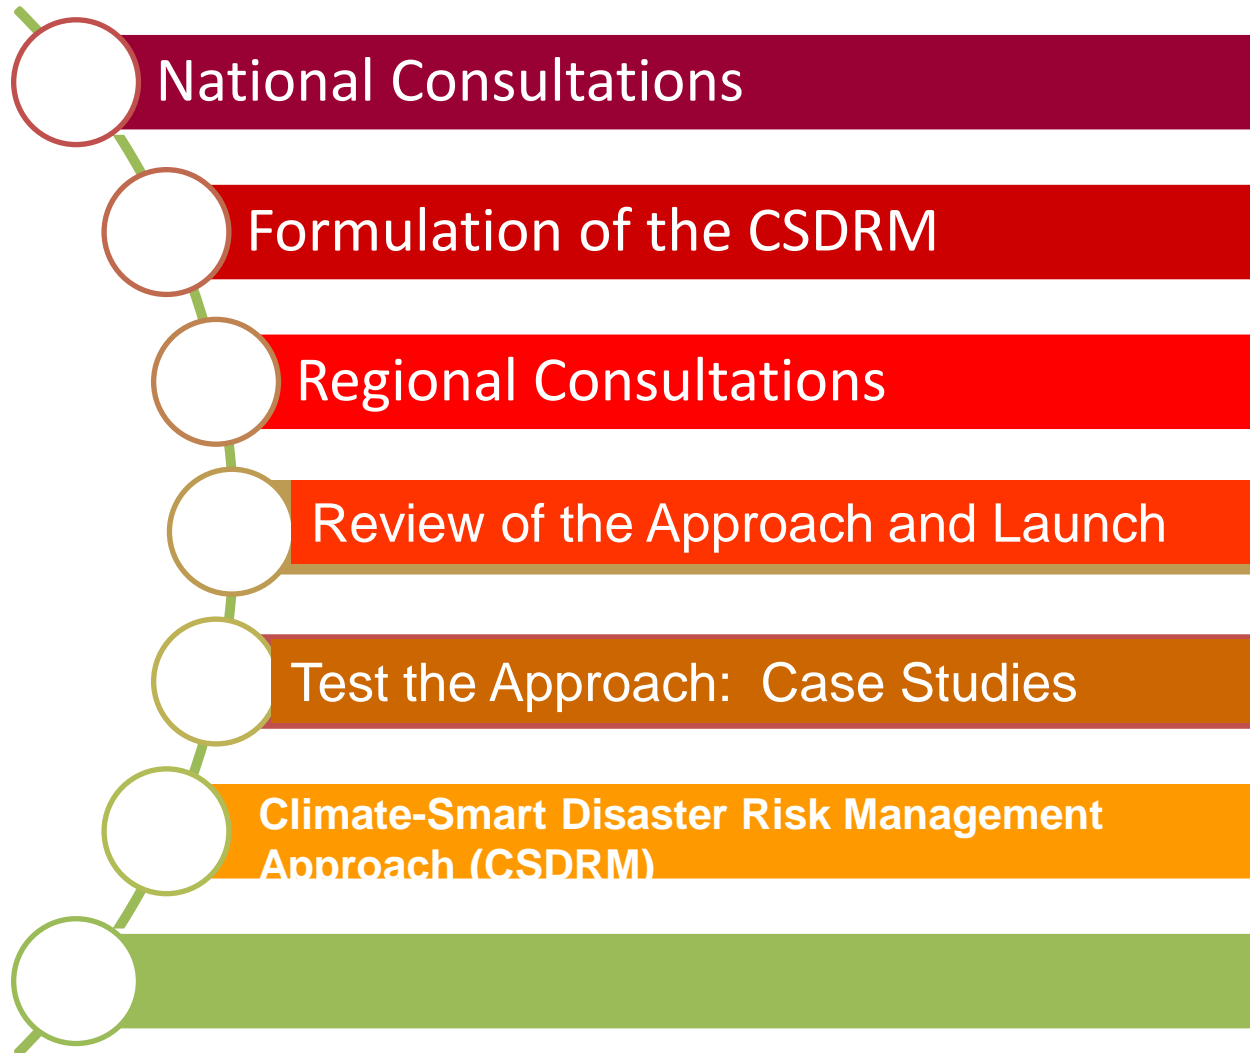 National Consultations
Formulation of the CSDRM
Regional Consultations
Review of the Approach and Launch
Test the Approach: Case Studies
Climate-Smart Disaster Risk Management
Approach (CSDRM)